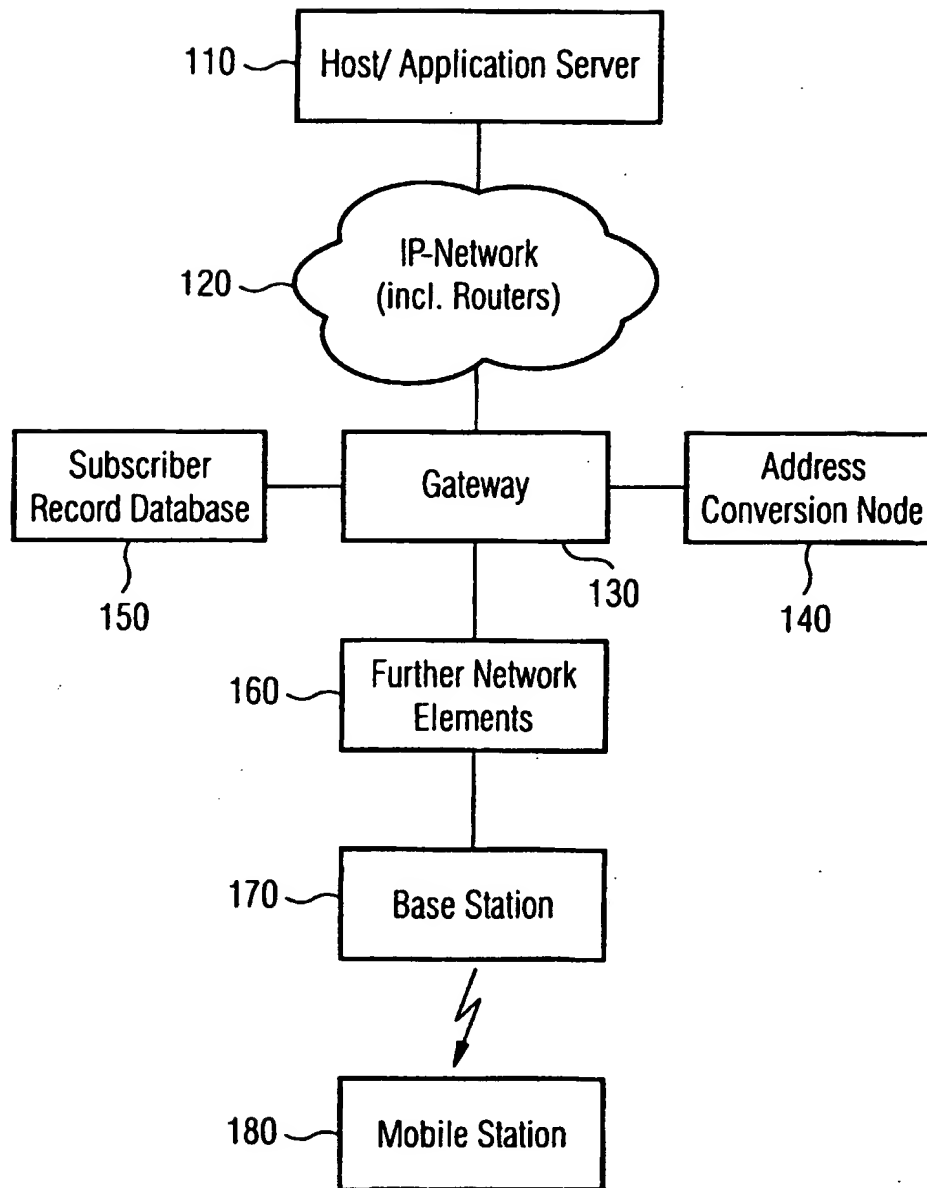 110
Host/ Application Server
120
IP-Network
(incl. Routers)
Subscriber
Record Database
Gateway
Address
Conversion Node
150
130
140
160
Further Network
Elements
170
Base Station
180
Mobile Station